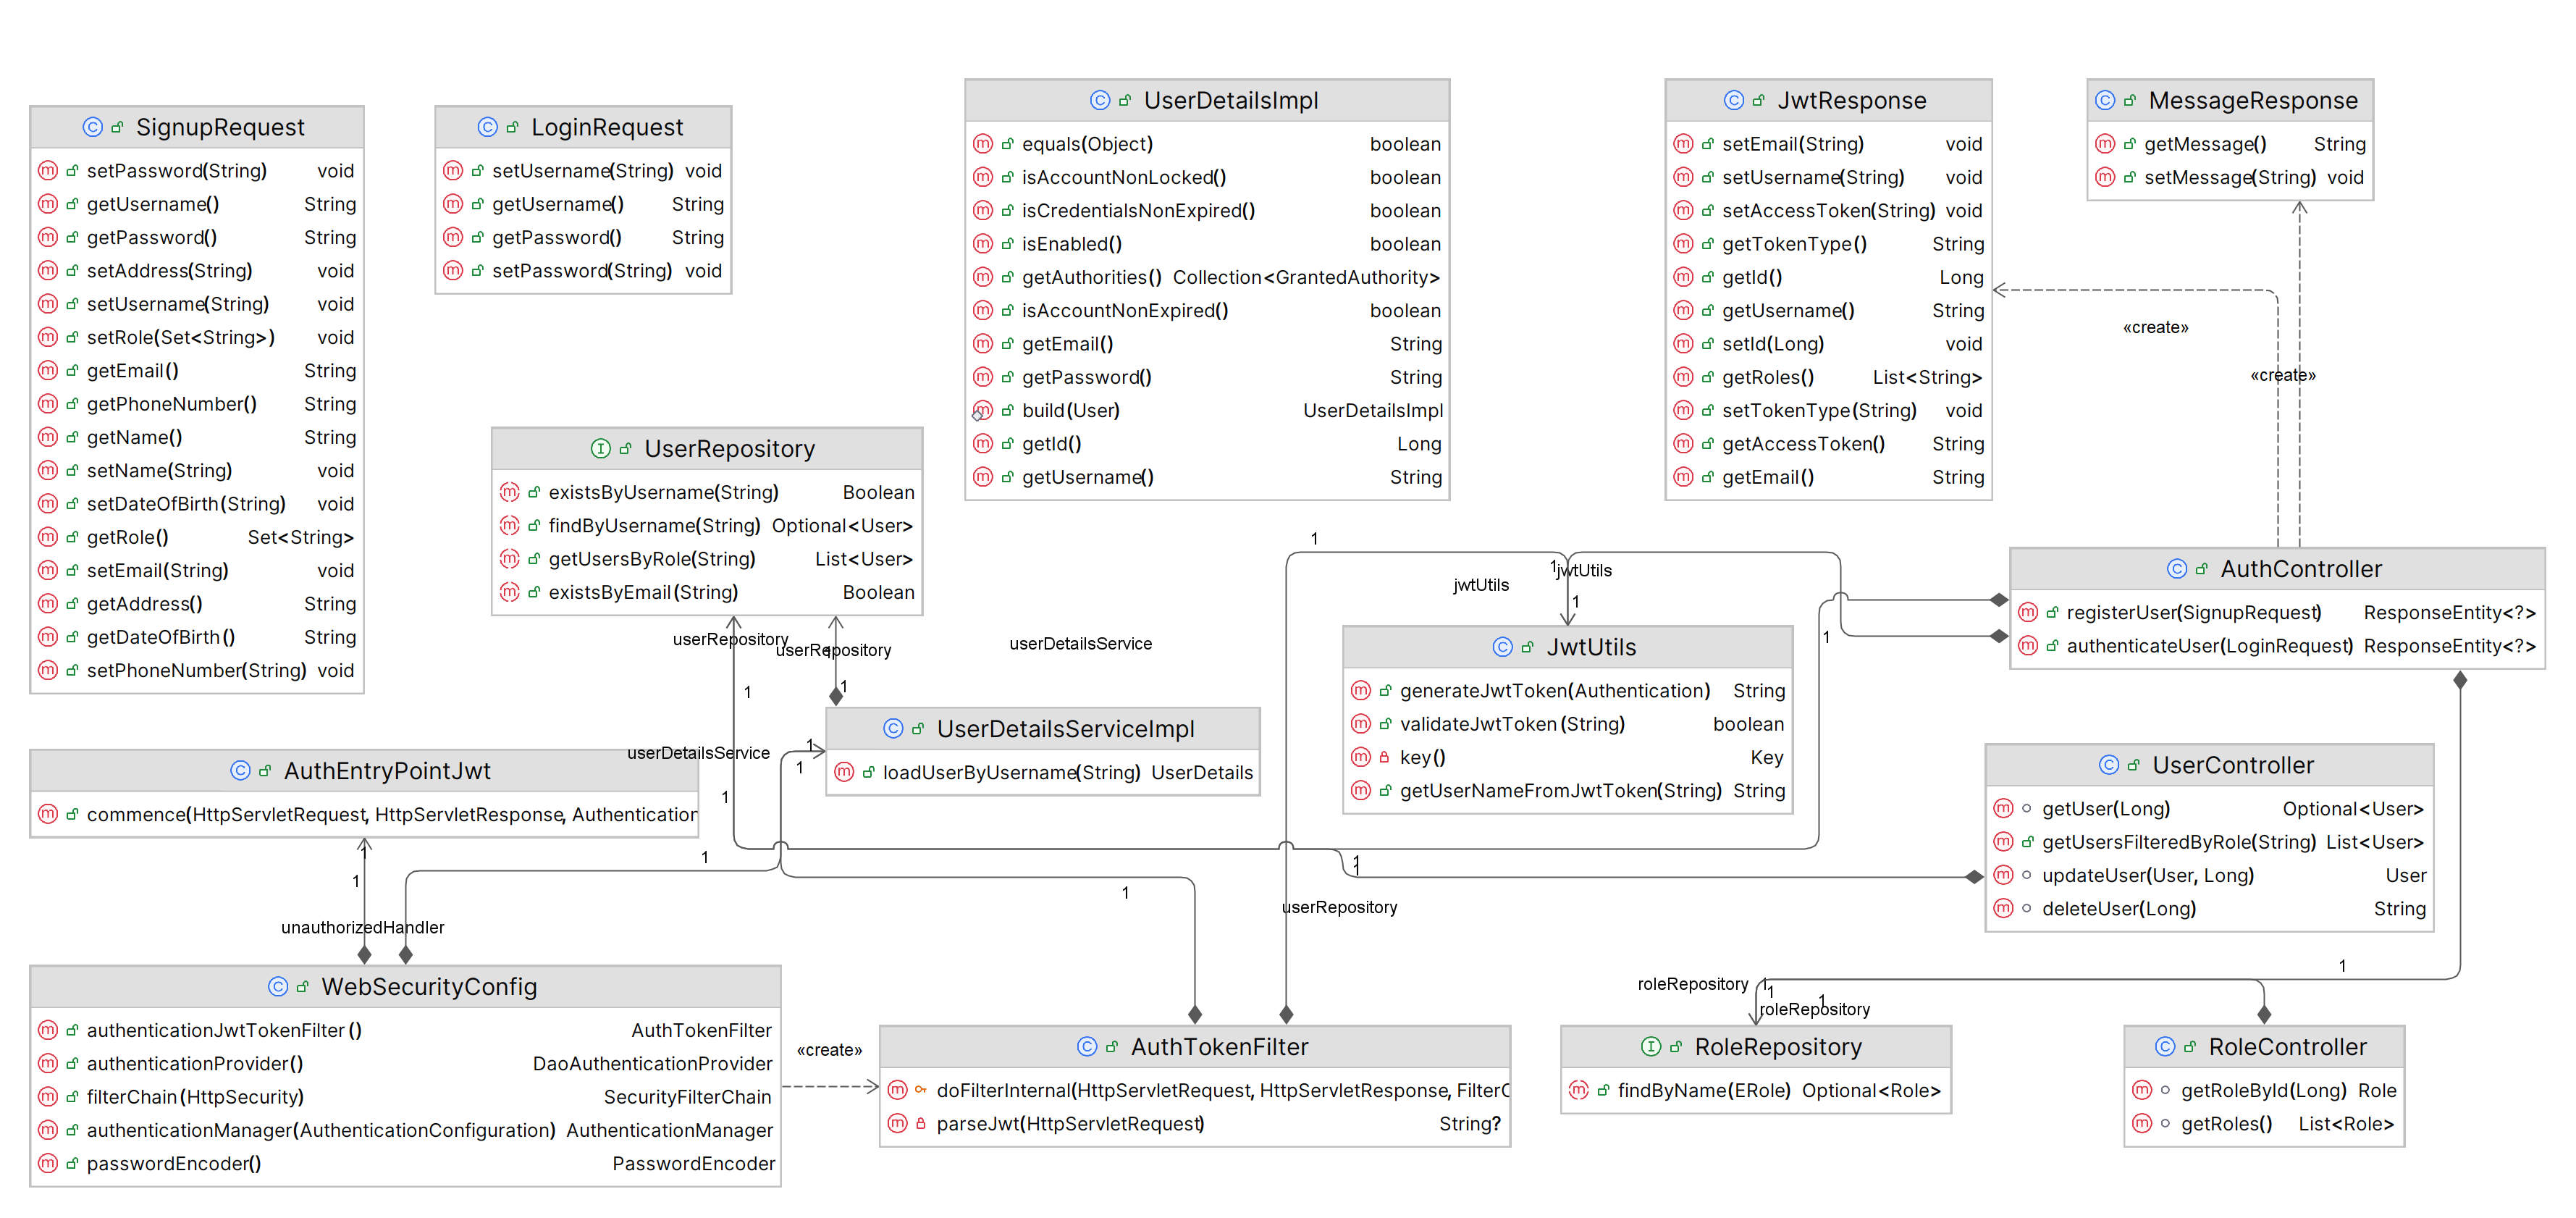 SignupRequest
setPassword(String) void
getUsername() String
getPassword() String
setAddress(String) void
setUsername(String) void
setRole(Set<String>) void
getEmail() String
getPhoneNumber() String
getName() String
setName(String) void
setDateOfBirth(String) void
getRole() Set<String>
setEmail(String) void
getAddress() String
getDateOfBirth() String
setPhoneNumber(String) void
LoginRequest
setUsername(String) void
getUsername() String
getPassword() String
setPassword(String) void
UserDetailsImpl
equals(Object) boolean
isAccountNonLocked() boolean
isCredentialsNonExpired() boolean
isEnabled() boolean
getAuthorities() Collection<GrantedAuthority>
isAccountNonExpired() boolean
getEmail() String
getPassword() String
build(User) UserDetailsImpl
getId() Long
getUsername() String
JwtResponse
setEmail(String) void
setUsername(String) void
setAccessToken(String) void
getTokenType() String
getId() Long
getUsername() String
setId(Long) void
getRoles() List<String>
setTokenType(String) void
getAccessToken() String
getEmail() String
MessageResponse
getMessage() String
setMessage(String) void
«create»
«create»
UserRepository
existsByUsername(String) Boolean
findByUsername(String) Optional<User>
getUsersByRole(String) List<User>
existsByEmail(String) Boolean
userRepository
userRepository
userDetailsService
1
1
jwtUtils
jwtUtils
1
1
1
1
AuthController
registerUser(SignupRequest) ResponseEntity<?>
authenticateUser(LoginRequest) ResponseEntity<?>
1
JwtUtils
generateJwtToken(Authentication) String
validateJwtToken(String) boolean
key() Key
getUserNameFromJwtToken(String) String
UserDetailsServiceImpl
loadUserByUsername(String) UserDetails
userDetailsService
1
1
1
AuthEntryPointJwt
commence(HttpServletRequest, HttpServletResponse, Authentication
UserController
getUser(Long) Optional<User>
getUsersFilteredByRole(String) List<User>
updateUser(User, Long) User
deleteUser(Long) String
1
1
1
1
1
1
userRepository
unauthorizedHandler
WebSecurityConfig
authenticationJwtTokenFilter() AuthTokenFilter
authenticationProvider() DaoAuthenticationProvider
filterChain(HttpSecurity) SecurityFilterChain
authenticationManager(AuthenticationConfiguration) AuthenticationManager
passwordEncoder() PasswordEncoder
«create»
AuthTokenFilter
doFilterInternal(HttpServletRequest, HttpServletResponse, FilterC
parseJwt(HttpServletRequest) String?
roleRepository
1
1
1
1
roleRepository
RoleRepository
findByName(ERole) Optional<Role>
RoleController
getRoleById(Long) Role
getRoles() List<Role>